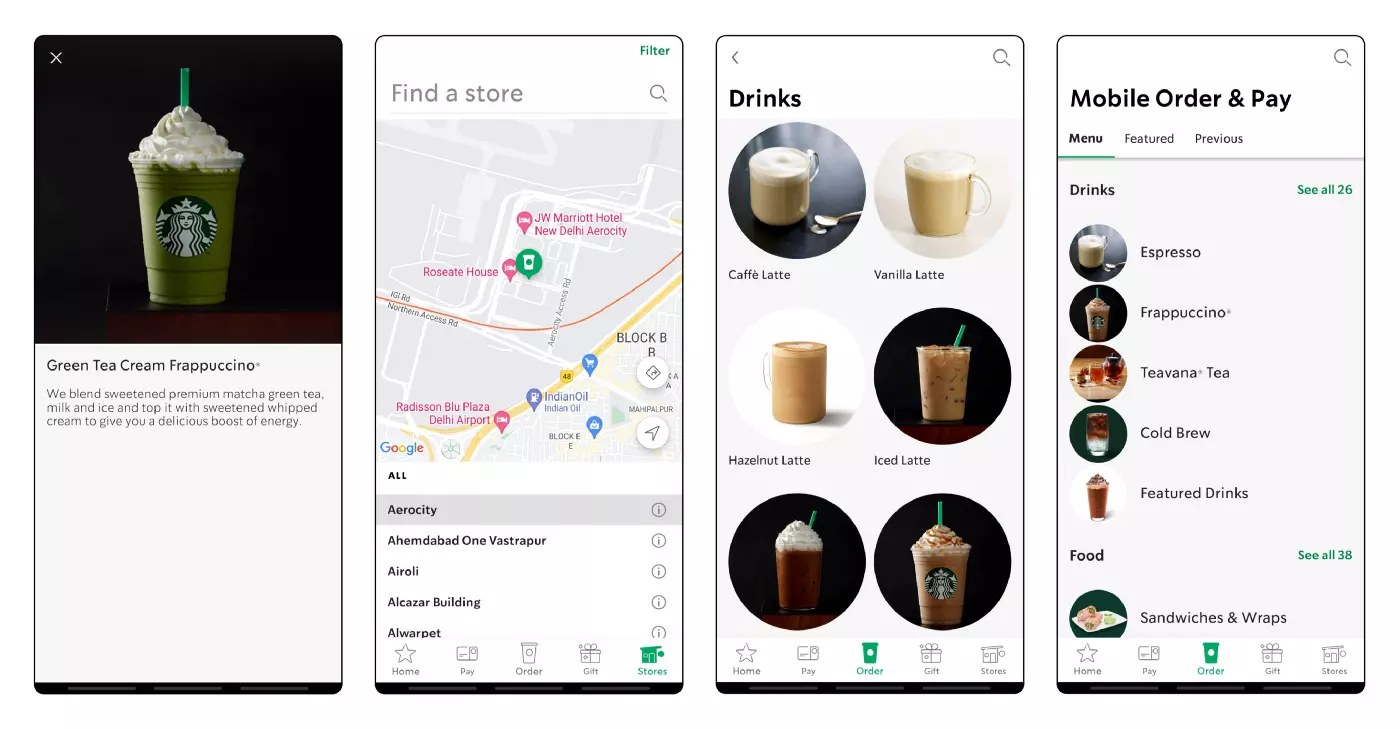 Green Tea Cream Frappuccino®
We blend sweetened premium matcha green tea,
milk and ice and top it with sweetened whipped
cream to give you a delicious boost of energy.
Filter
Find a store
JW Marriott Hotel
New Delhi Aerocity
Roseate House
IGI Rd
Northern Access Rd
Aerocity Access Rd
BLOCK B
B
48
IndianOil
Indian Oil
K A
A
Radisson Blu Plaza
Delhi Airport
MAHIPALPUR
BLOCK E
E
Google
ALL
Aerocity
Ahemdabad One Vastrapur
Airoli
Alcazar Building
Alwarpet
Home
Pay
Order
Gift
Stores
Drinks
Caffè Latte
Vanilla Latte
Hazelnut Latte
Iced Latte
Home
Pay
Order
Gift
Stores
Mobile Order & Pay
Menu
Featured
Previous
Drinks
See all 26
Espresso
Frappuccino®
Teavana® Tea
Cold Brew
Featured Drinks
Food
See all 38
Sandwiches & Wraps
Home
Pay
Order
Gift
Stores